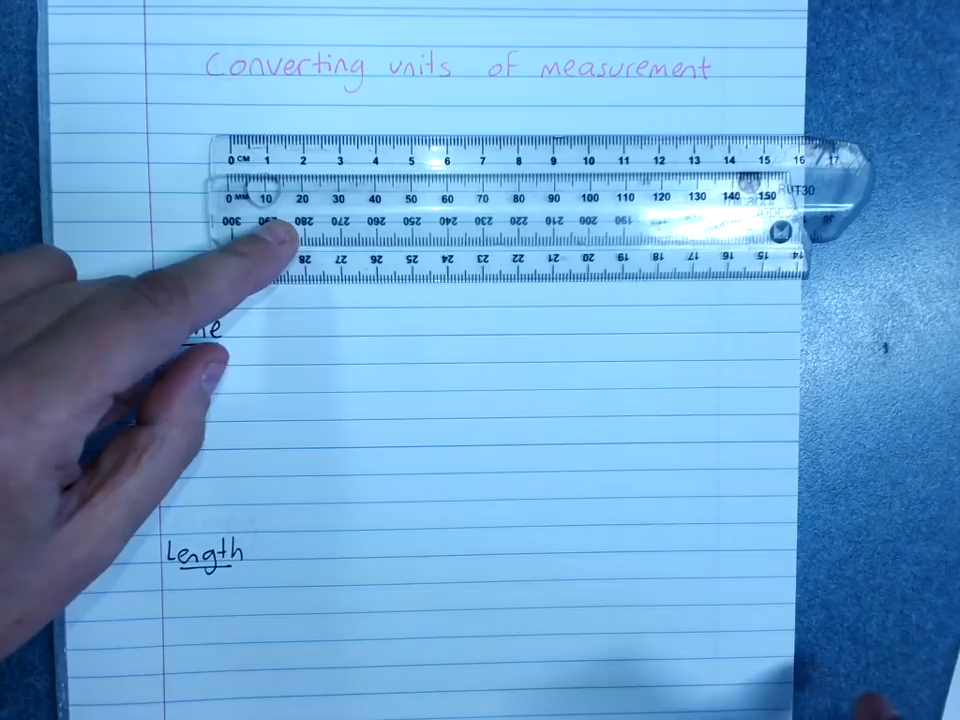 Converting units of measurement
0 CM 1 2 3 4 5 6 7 8 9 10 11 12 13 14 15 16 17
0 MM 10 20 30 40 50 60 70 80 90 100 110 120 130 140 150
300 280 270 260 250 240 230 220 210 200 190
28 27 26 25 24 23 22 21 20 19 18 17 16 15 14
Length